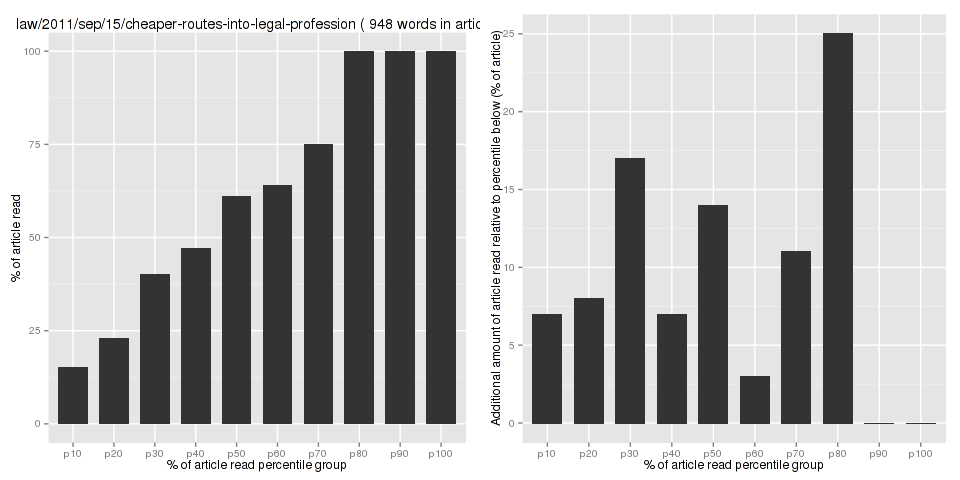 law/2011/sep/15/cheaper-routes-into-legal-profession ( 948 words in artic
100
75
50
25
0
% of article read
p10 p20 p30 p40 p50 p60 p70 p80 p90 p100
% of article read percentile group
25
20
15
10
5
0
Additional amount of article read relative to percentile below (% of article)
p10 p20 p30 p40 p50 p60 p70 p80 p90 p100
% of article read percentile group